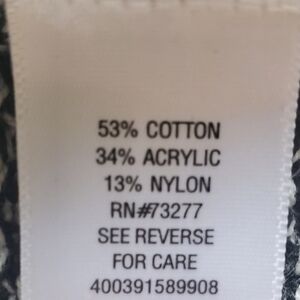 53% COTTON
34% ACRYLIC
13% NYLON
RN#73277
SEE REVERSE
FOR CARE
400391589908